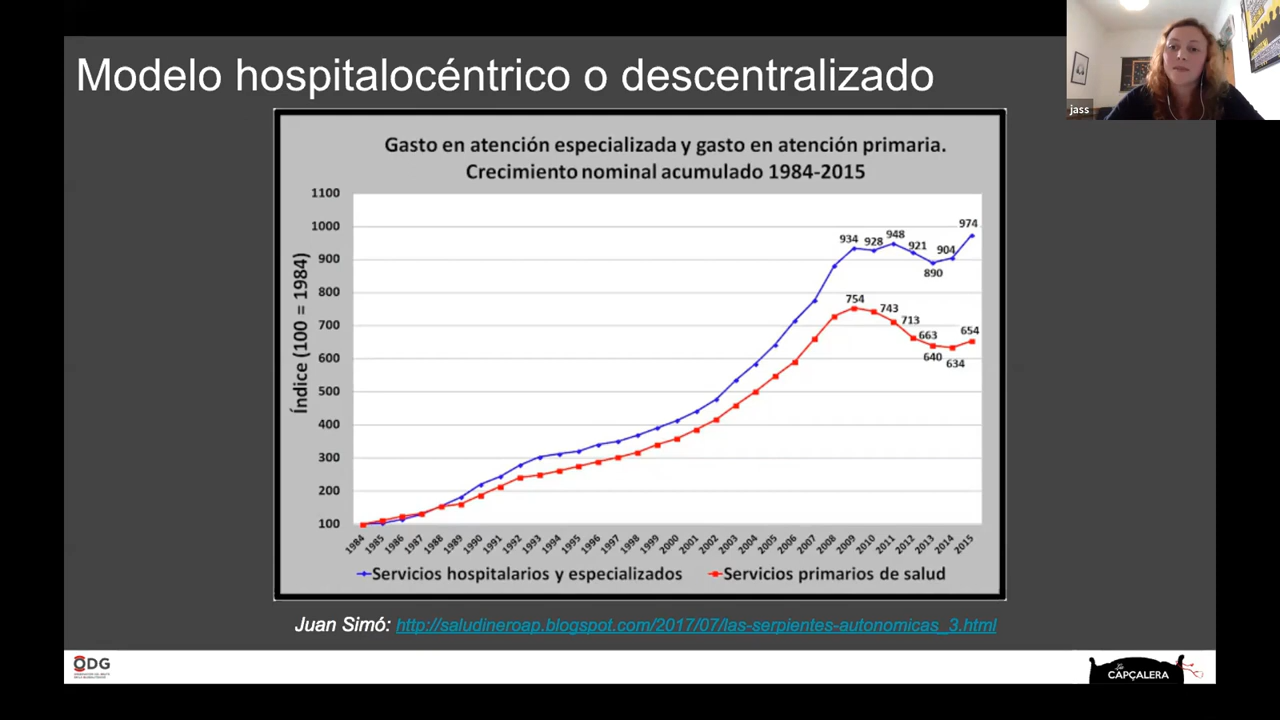 Modelo hospitalocéntrico o descentralizado
jass
Gasto en atención especializada y gasto en atención primaria.
Crecimiento nominal acumulado 1984-2015
Índice (100 = 1984)
1100
1000
900
800
700
600
500
400
300
200
100
934
928
948
921
890
904
974
754
743
713
663
640
634
654
1984 1985 1986 1987 1988 1989 1990 1991 1992 1993 1994 1995 1996 1997 1998 1999 2000 2001 2002 2003 2004 2005 2006 2007 2008 2009 2010 2011 2012 2013 2014 2015
Servicios hospitalarios y especializados Servicios primarios de salud
Juan Simó: http://saludineroap.blogspot.com/2017/07/las-serpientes-autonomicas_3.html
ODG
La
CAPÇALERA